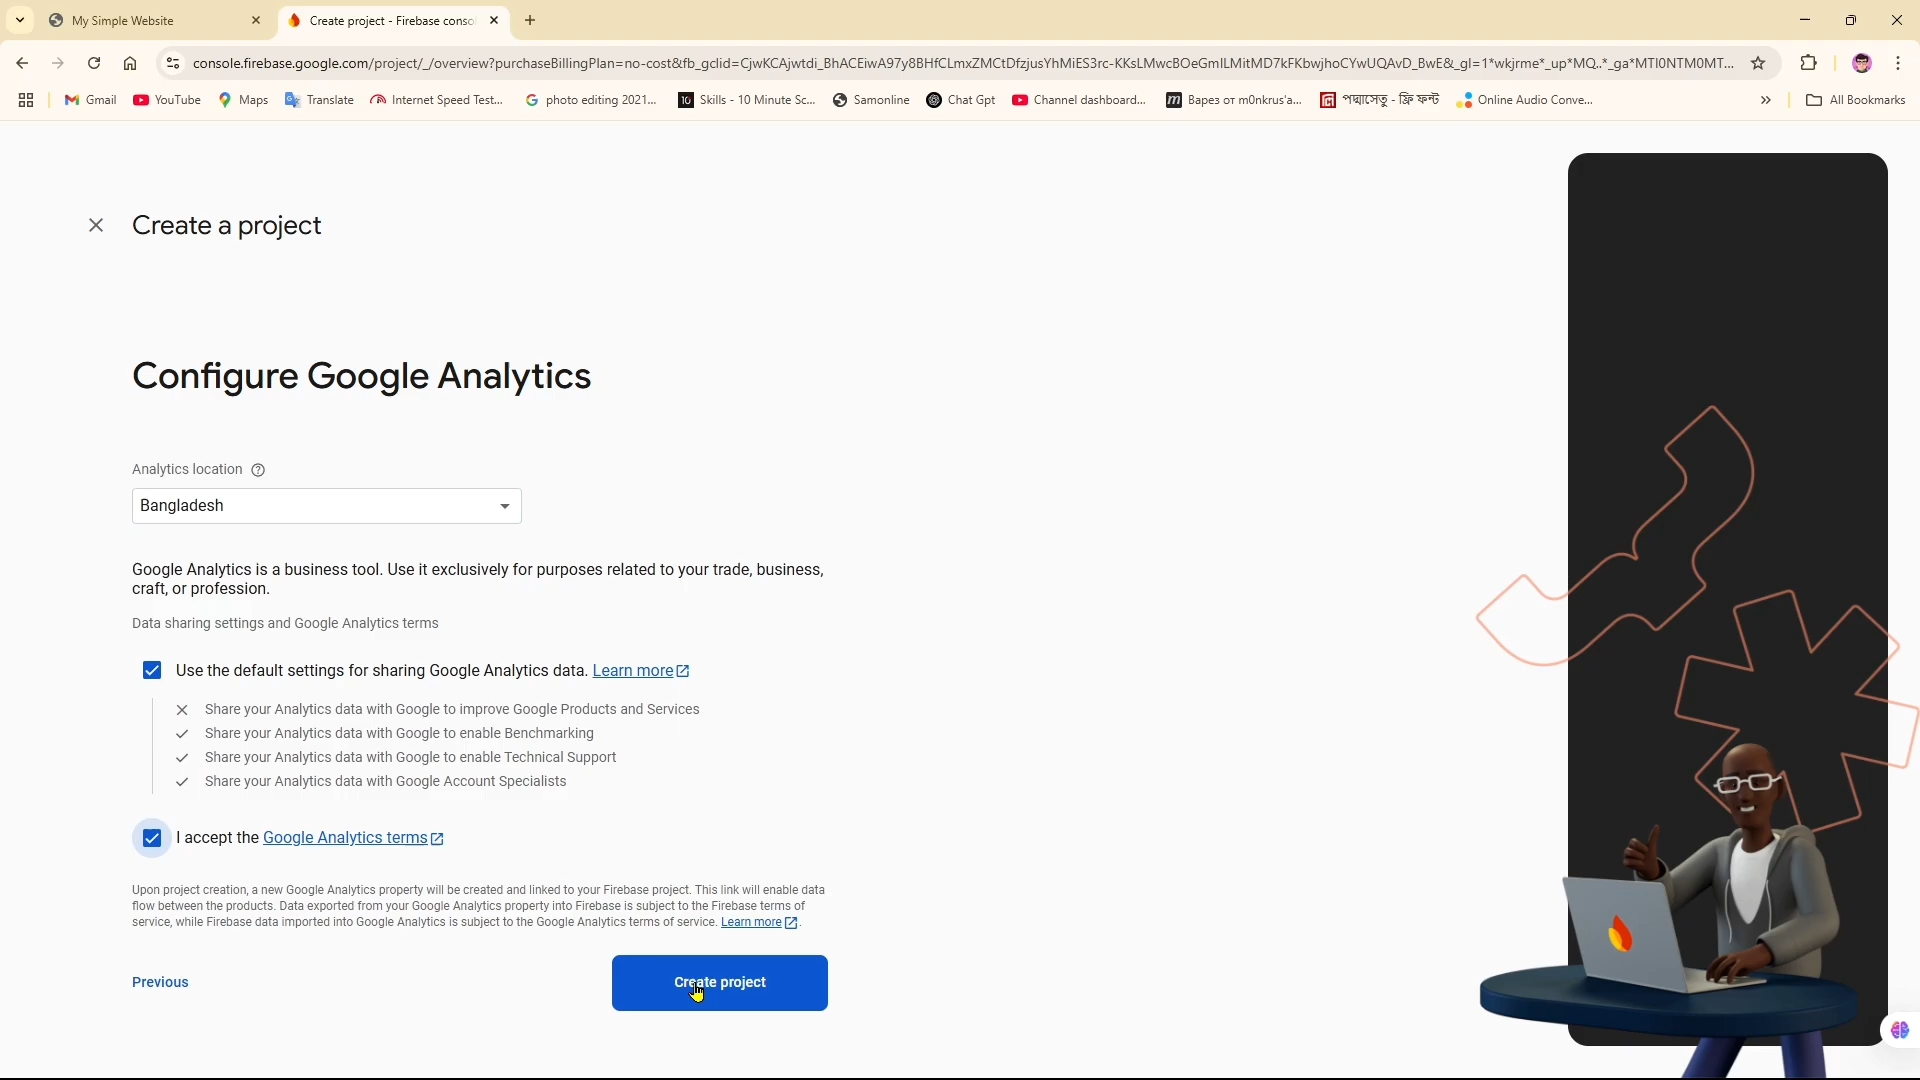 My Simple Website
Create project - Firebase conso
console.firebase.google.com/project/_/overview?purchaseBillingPlan=no-cost&fb_gclid=CjwKCAjwtdi_BhACEiwA97y8BHfCLmxZMCtDfzjusYhMiES3rc-KKsLMwcBOeGmILMitMD7kFKbwjhoCYwUQAvD_BwE&_gl=1*wkjrme*_up*MQ..*_ga*MTI0NTM0MT...
Gmail
YouTube
Maps
Translate
Internet Speed Test...
photo editing 2021...
Skills - 10 Minute Sc...
Samonline
Chat Gpt
Channel dashboard...
Варез от m0nkrus'a...
পদ্মাসেতু - ফ্রি ফন্ট
Online Audio Conve...
All Bookmarks
Create a project
Configure Google Analytics
Analytics location
Bangladesh
Google Analytics is a business tool. Use it exclusively for purposes related to your trade, business,
craft, or profession.
Data sharing settings and Google Analytics terms
Use the default settings for sharing Google Analytics data. Learn more
Share your Analytics data with Google to improve Google Products and Services
Share your Analytics data with Google to enable Benchmarking
Share your Analytics data with Google to enable Technical Support
Share your Analytics data with Google Account Specialists
I accept the Google Analytics terms
Upon project creation, a new Google Analytics property will be created and linked to your Firebase project. This link will enable data
flow between the products. Data exported from your Google Analytics property into Firebase is subject to the Firebase terms of
service, while Firebase data imported into Google Analytics is subject to the Google Analytics terms of service. Learn more.
Previous
Create project